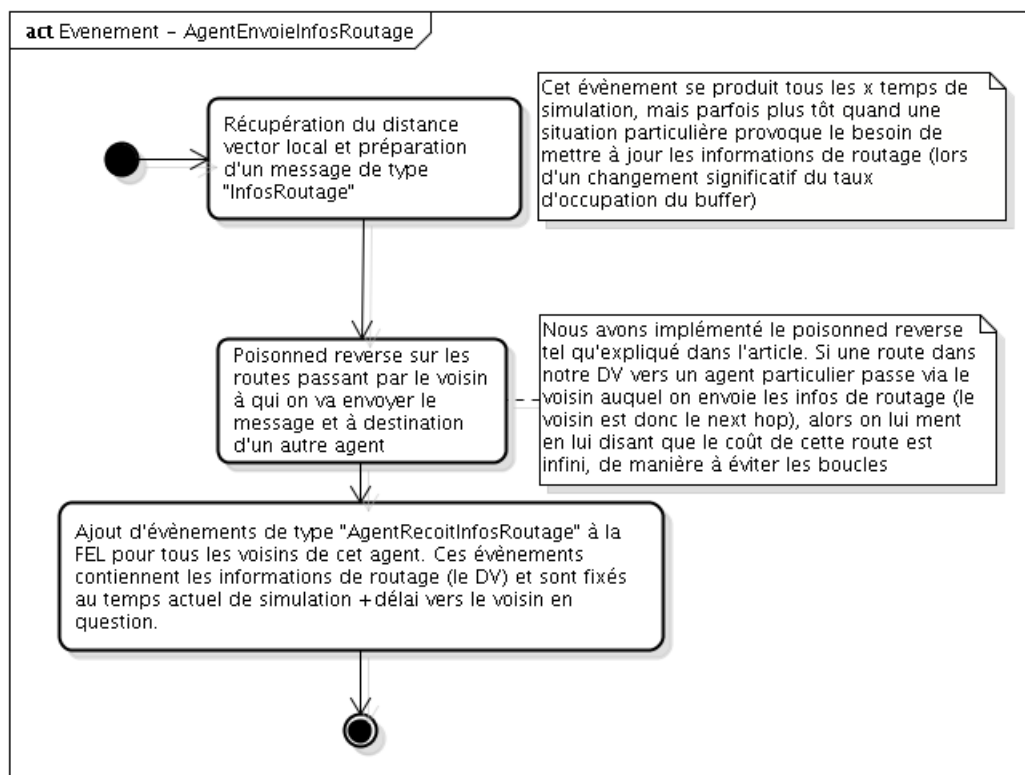 act Evenement – AgentEnvoieInfosRoutage
Récupération du distance
vector local et préparation
d'un message de type
"InfosRoutage"
Cet évènement se produit tous les x temps de
simulation, mais parfois plus tôt quand une
situation particulière provoque le besoin de
mettre à jour les informations de routage (lors
d'un changement significatif du taux
d'occupation du buffer)
Poisonned reverse sur les
routes passant par le voisin
à qui on va envoyer le
message et à destination
d'un autre agent
Nous avons implémenté le poisonned reverse
tel qu'expliqué dans l'article. Si une route dans
notre DV vers un agent particulier passe via le
voisin auquel on envoie les infos de routage (le
voisin est donc le next hop), alors on lui ment
en lui disant que le coût de cette route est
infini, de manière à éviter les boucles
Ajout d'évènements de type "AgentRecoitInfosRoutage" à la
FEL pour tous les voisins de cet agent. Ces évènements
contiennent les informations de routage (le DV) et sont fixés
au temps actuel de simulation +délai vers le voisin en
question.